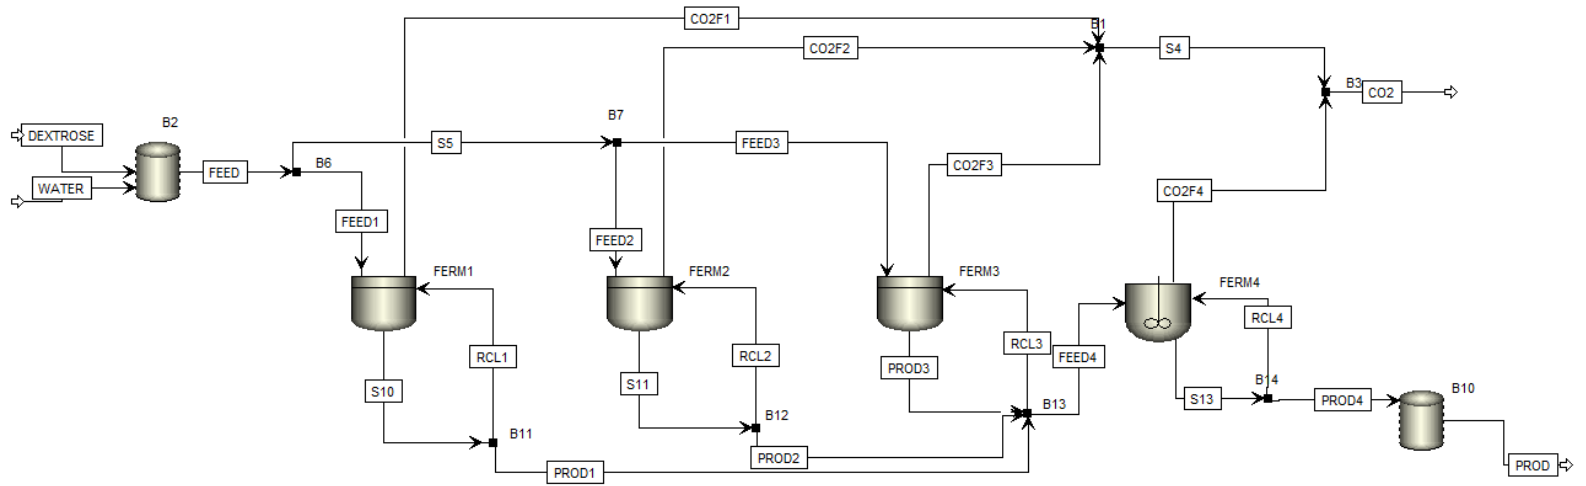 CO2F1
B1
CO2F2
S4
B3
CO2
B2
B7
DEXTROSE
S5
FEED3
FEED
B6
CO2F3
WATER
CO2F4
FEED1
FEED2
FERM1
FERM2
FERM3
FERM4
RCL4
RCL1
RCL2
RCL3
FEED4
PROD3
S10
S11
B14
B10
S13
PROD4
B13
B12
B11
PROD2
PROD1
PROD